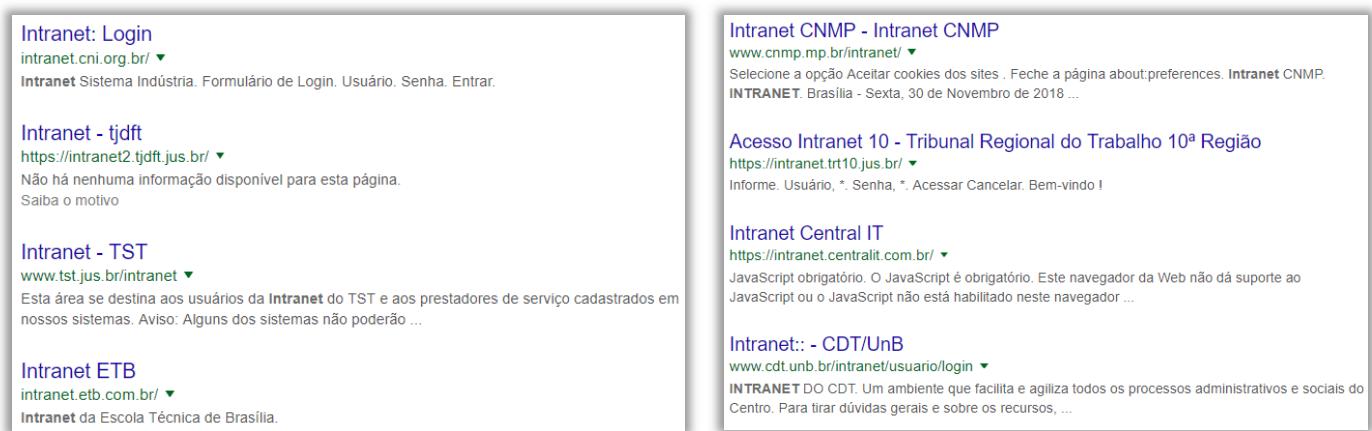 Intranet: Login
intranet.cni.org.br/
Intranet Sistema Indústria. Formulário de Login. Usuário. Senha. Entrar.
Intranet - tjdft
https://intranet2.tjdft.jus.br/
Não há nenhuma informação disponível para esta página.
Saiba o motivo
Intranet - TST
www.tst.jus.br/intranet
Esta área se destina aos usuários da Intranet do TST e aos prestadores de serviço cadastrados em
nossos sistemas. Aviso: Alguns dos sistemas não poderão ...
Intranet ETB
intranet.etb.com.br/
Intranet da Escola Técnica de Brasília.
Intranet CNMP - Intranet CNMP
www.cnmp.mp.br/intranet/
Selecione a opção Aceitar cookies dos sites . Feche a página about:preferences. Intranet CNMP.
INTRANET. Brasília - Sexta, 30 de Novembro de 2018 ...
Acesso Intranet 10 - Tribunal Regional do Trabalho 10ª Região
https://intranet.trt10.jus.br/
Informe. Usuário, *. Senha, *. Acessar Cancelar. Bem-vindo !
Intranet Central IT
https://intranet.centralit.com.br/
JavaScript obrigatório. O JavaScript é obrigatório. Este navegador da Web não dá suporte ao
JavaScript ou o JavaScript não está habilitado neste navegador ...
Intranet:: - CDT/UnB
www.cdt.unb.br/intranet/usuario/login
INTRANET DO CDT. Um ambiente que facilita e agiliza todos os processos administrativos e sociais do
Centro. Para tirar dúvidas gerais e sobre os recursos, ...